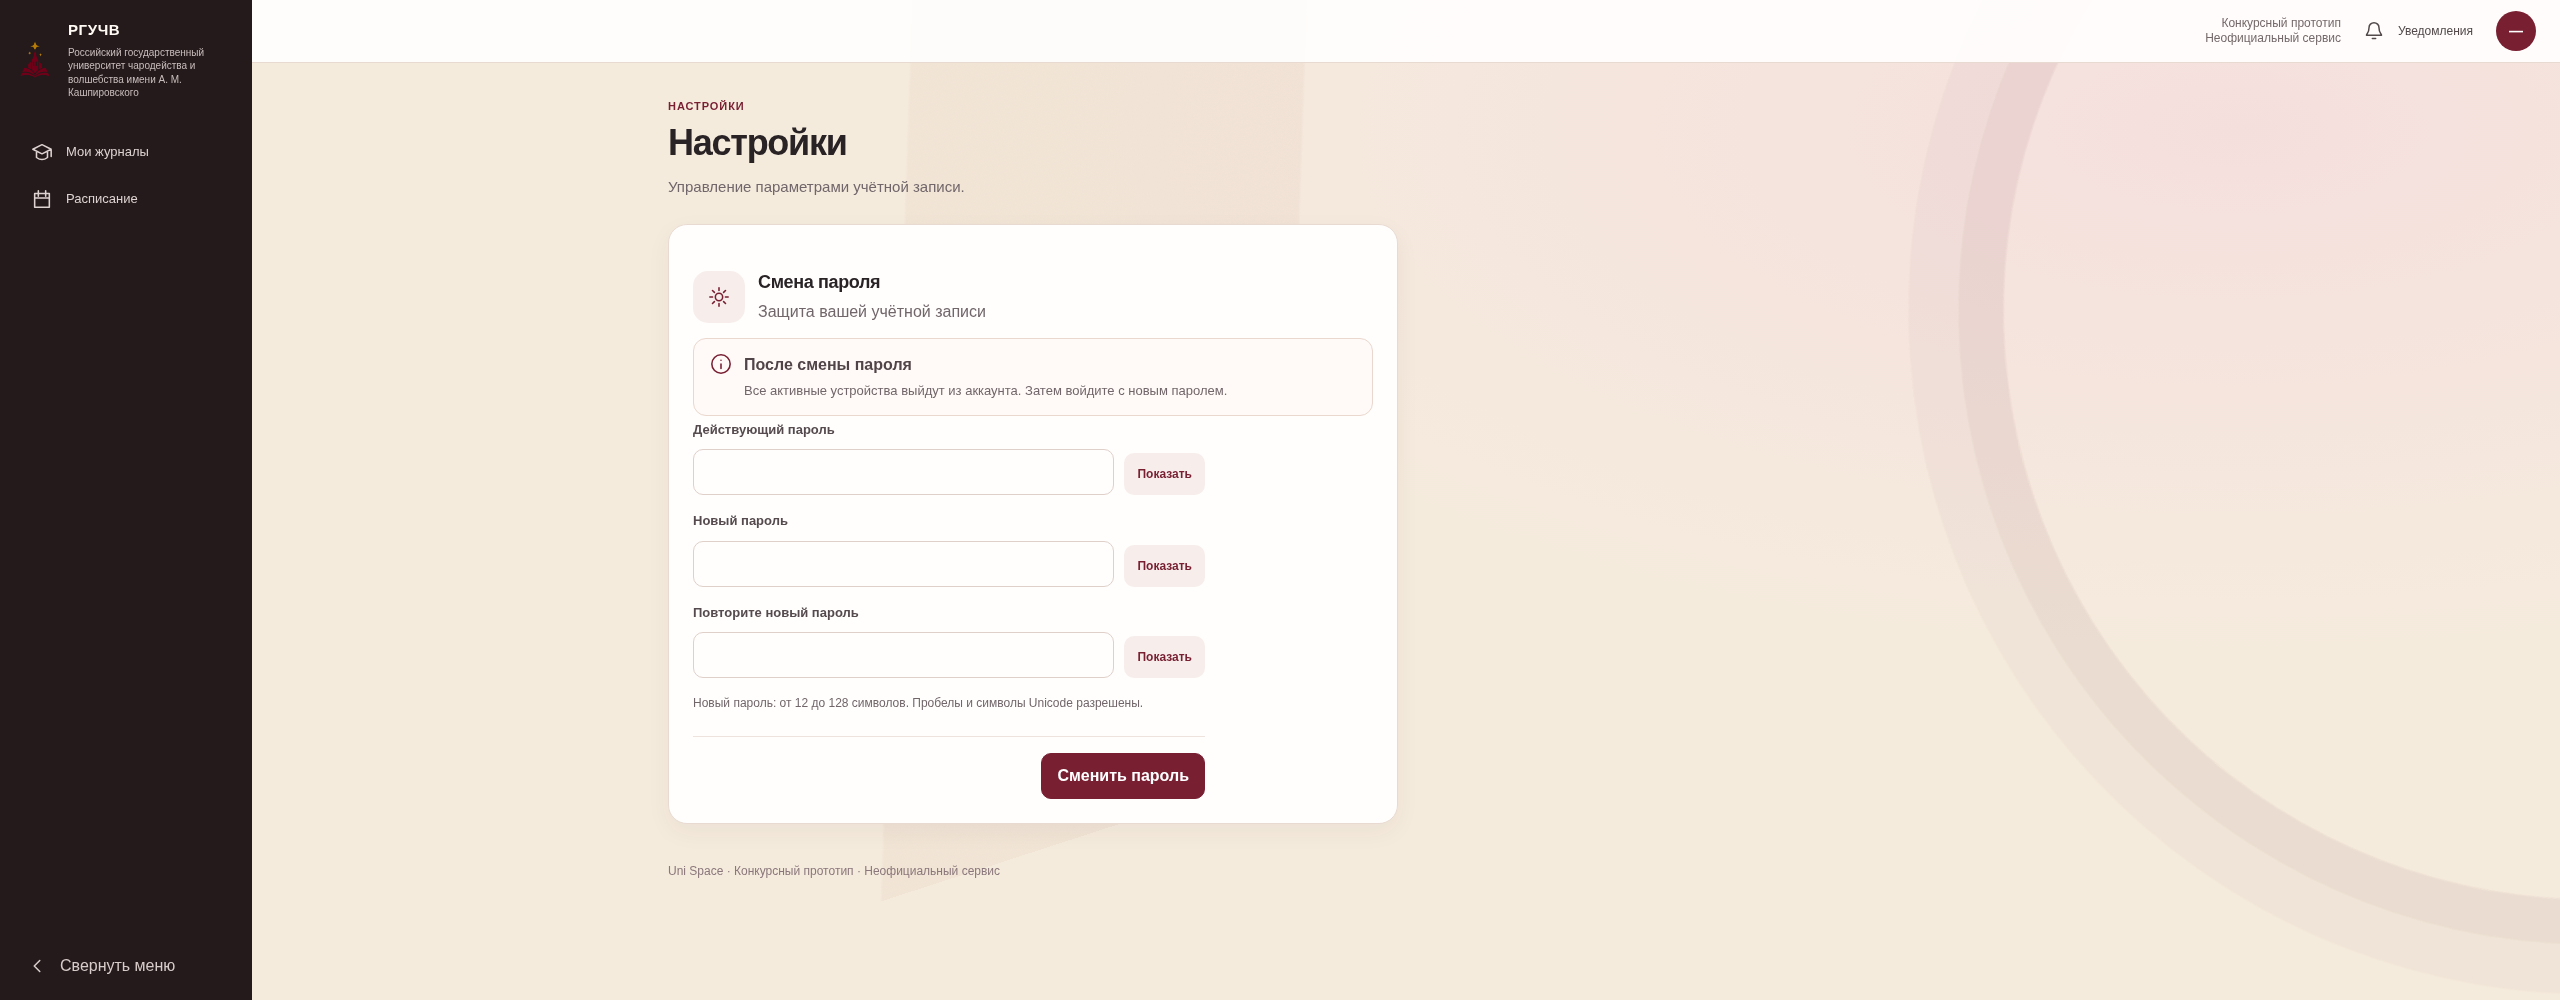 РГУЧВ
Российский государственный
университет чародейства и
волшебства имени А. М.
Кашпировского
Мои журналы
Расписание
Свернуть меню
Конкурсный прототип
Неофициальный сервис
Уведомления
НАСТРОЙКИ
Настройки
Управление параметрами учётной записи.
Смена пароля
Защита вашей учётной записи
После смены пароля
Все активные устройства выйдут из аккаунта. Затем войдите с новым паролем.
Действующий пароль
Показать
Новый пароль
Показать
Повторите новый пароль
Показать
Новый пароль: от 12 до 128 символов. Пробелы и символы Unicode разрешены.
Сменить пароль
Uni Space · Конкурсный прототип · Неофициальный сервис